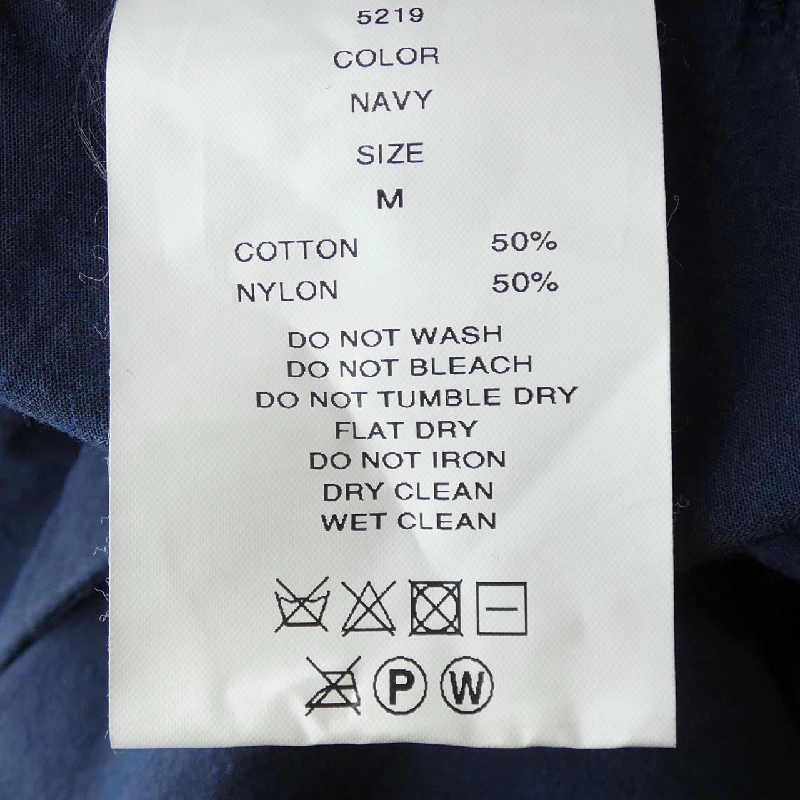 5219
COLOR
NAVY
SIZE
M
COTTON 50%
NYLON 50%
DO NOT WASH
DO NOT BLEACH
DO NOT TUMBLE DRY
FLAT DRY
DO NOT IRON
DRY CLEAN
WET CLEAN
P W